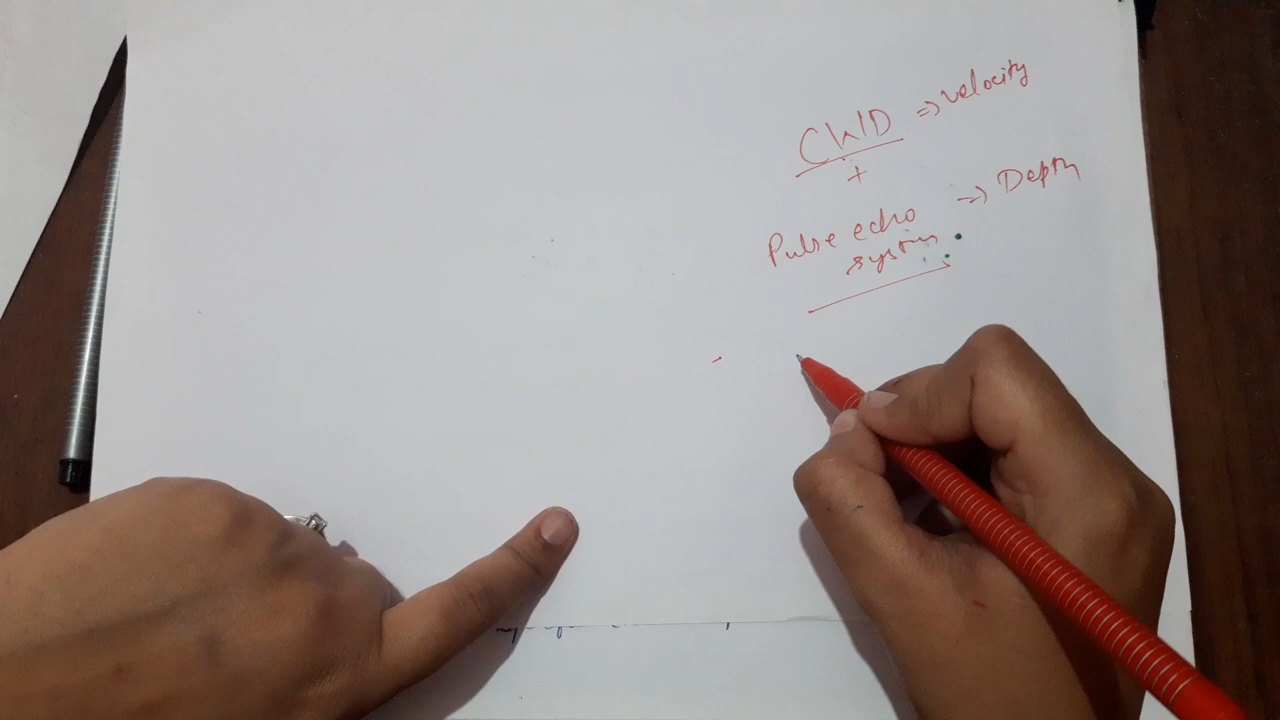 CWD => velocity
+
Pulse echo => Depth
system